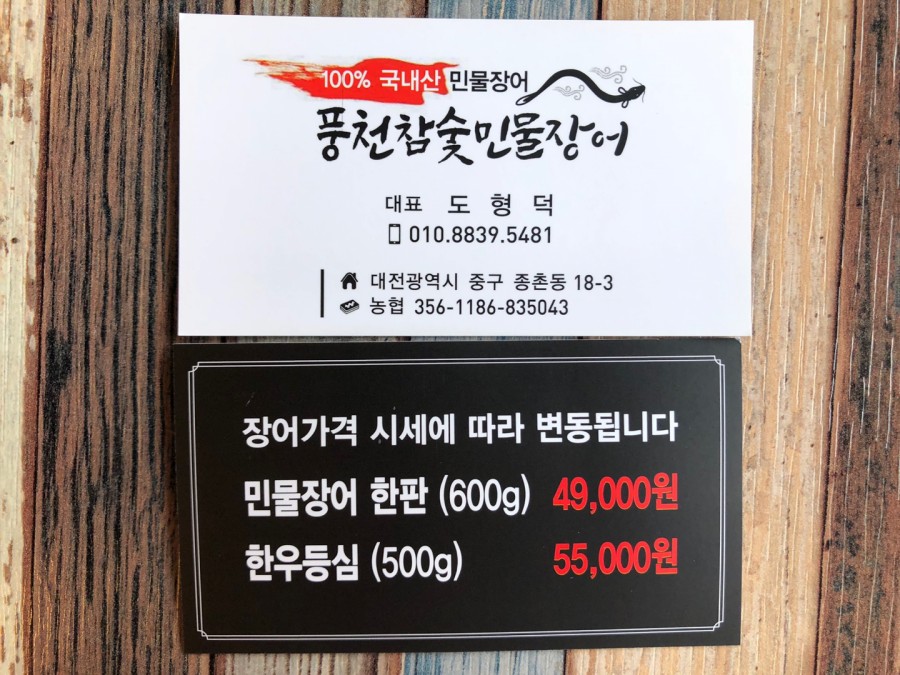 100% 국내산 민물장어
풍천참숯민물장어
대표 도형덕
010.8839.5481
대전광역시 중구 종촌동 18-3
농협 356-1186-835043
장어가격 시세에 따라 변동됩니다
민물장어 한판 (600g) 49,000원
한우등심 (500g) 55,000원